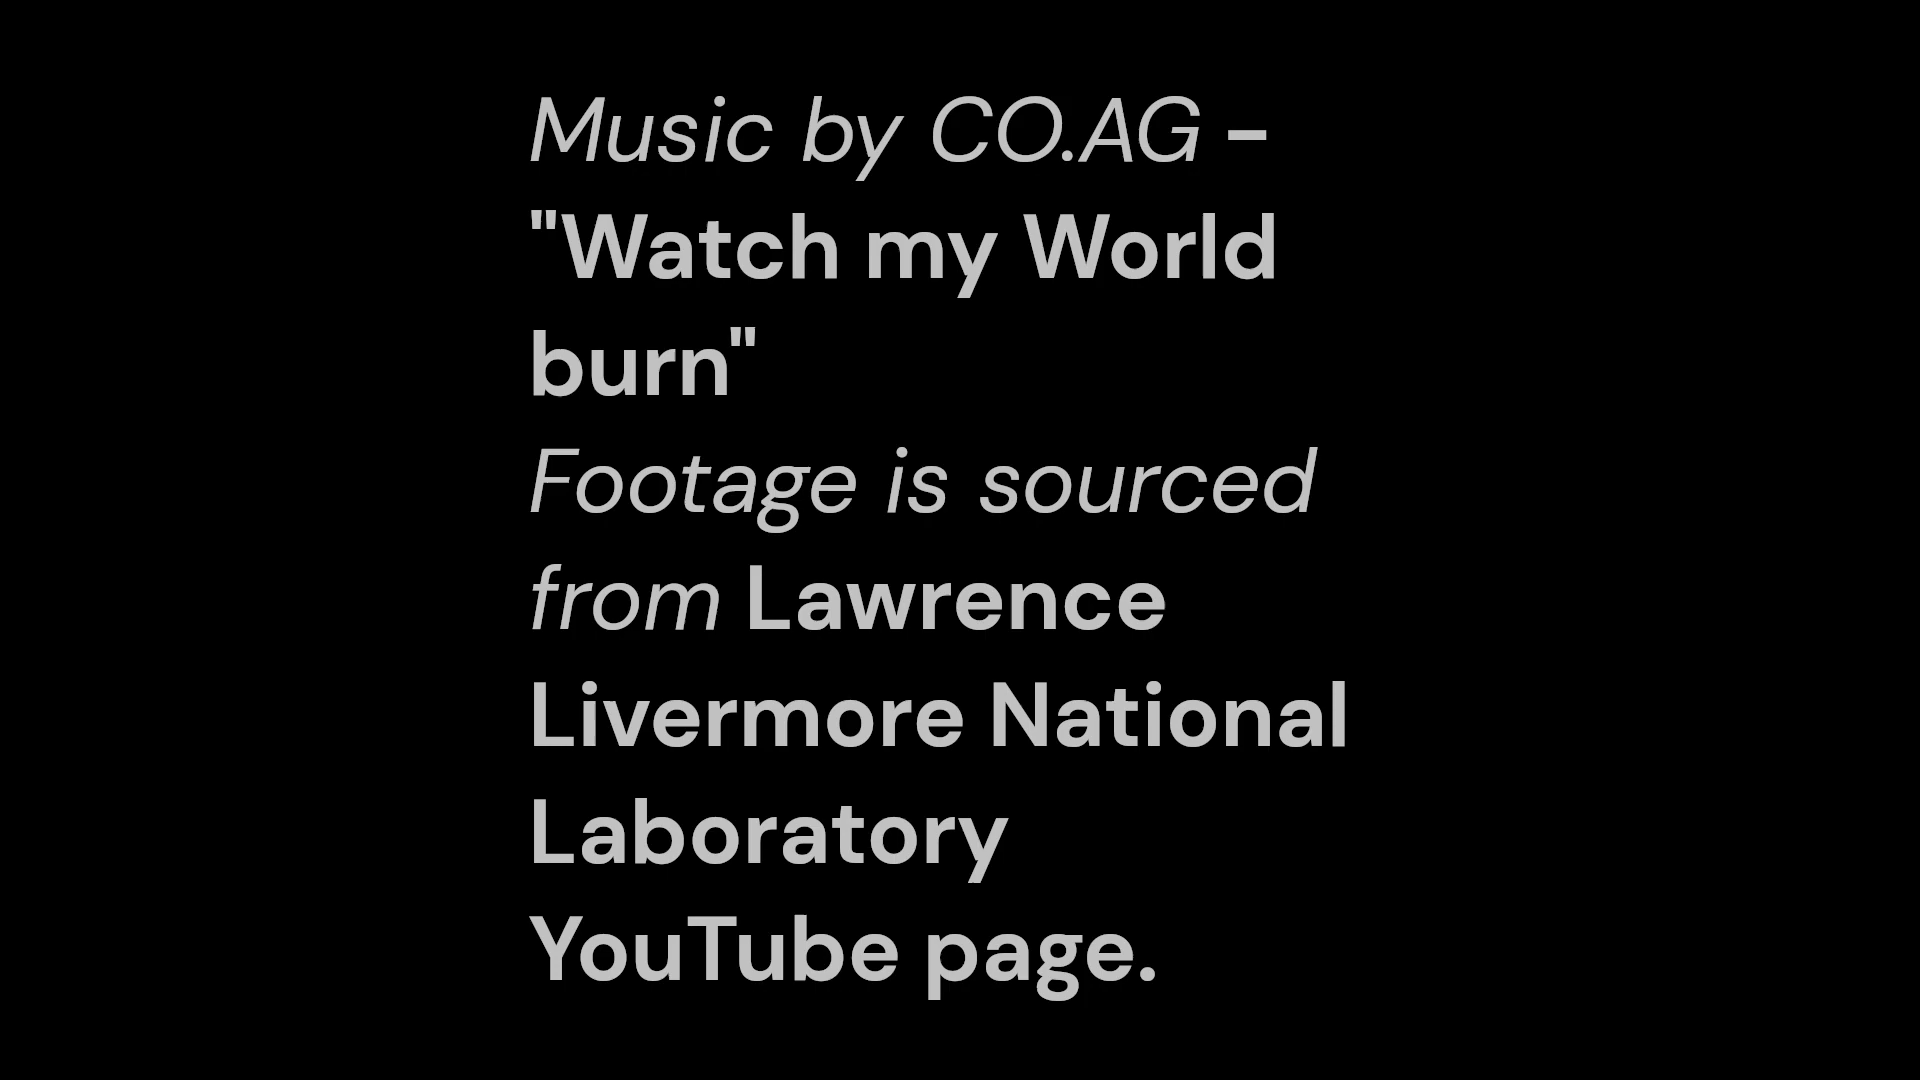 Music by CO.AG –
"Watch my World
burn"
Footage is sourced
from Lawrence
Livermore National
Laboratory
YouTube page.